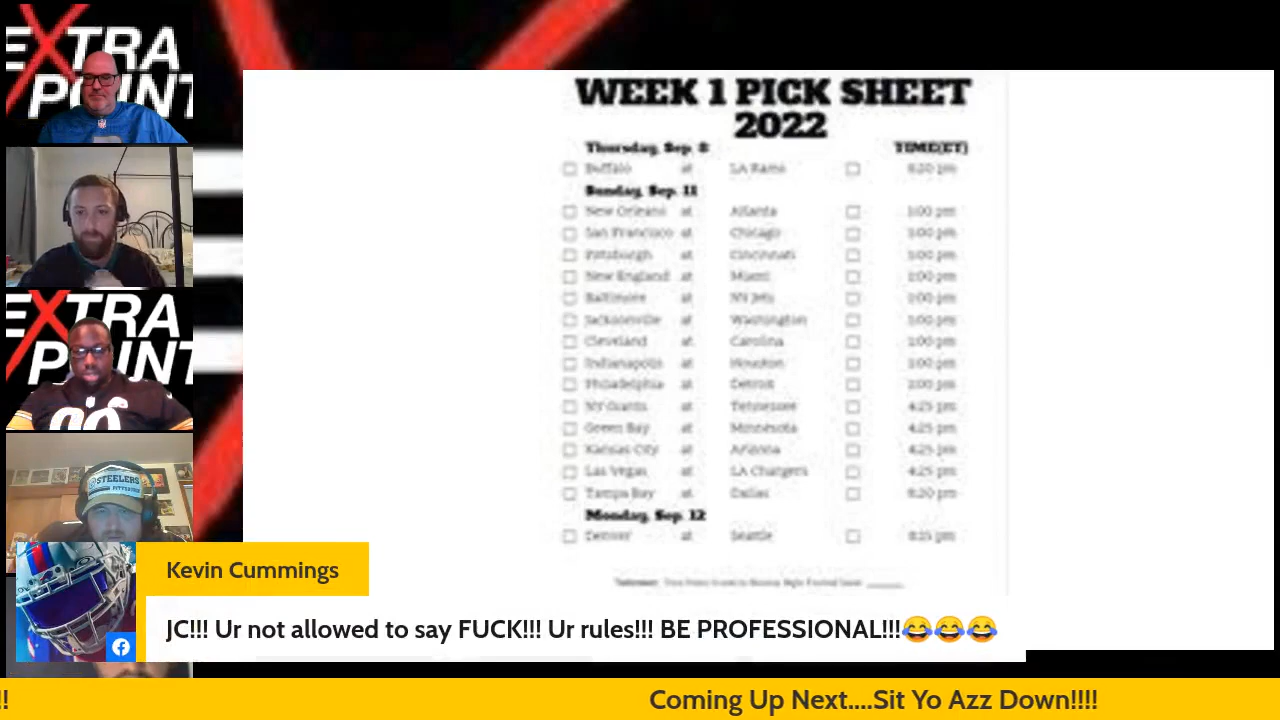 EXTRA
POINT
WEEK 1 PICK SHEET
2022
Thursday, Sep. 8 TIME(ET)
Buffalo at LA Rams 8:20 pm
Sunday, Sep. 11
New Orleans at Atlanta 1:00 pm
San Francisco at Chicago 1:00 pm
Pittsburgh at Cincinnati 1:00 pm
New England at Miami 1:00 pm
Baltimore at NY Jets 1:00 pm
Jacksonville at Washington 1:00 pm
Cleveland at Carolina 1:00 pm
Indianapolis at Houston 1:00 pm
Philadelphia at Detroit 1:00 pm
NY Giants at Tennessee 4:25 pm
Green Bay at Minnesota 4:25 pm
Kansas City at Arizona 4:25 pm
Las Vegas at LA Chargers 4:25 pm
Tampa Bay at Dallas 8:20 pm
Monday, Sep. 12
Denver at Seattle 8:15 pm
EXTRA
POINT
STEELERS
PITTSBURGH
Kevin Cummings
JC!!! Ur not allowed to say FUCK!!! Ur rules!!! BE PROFESSIONAL!!!😂😂😂
!! Coming Up Next....Sit Yo Azz Down!!!!